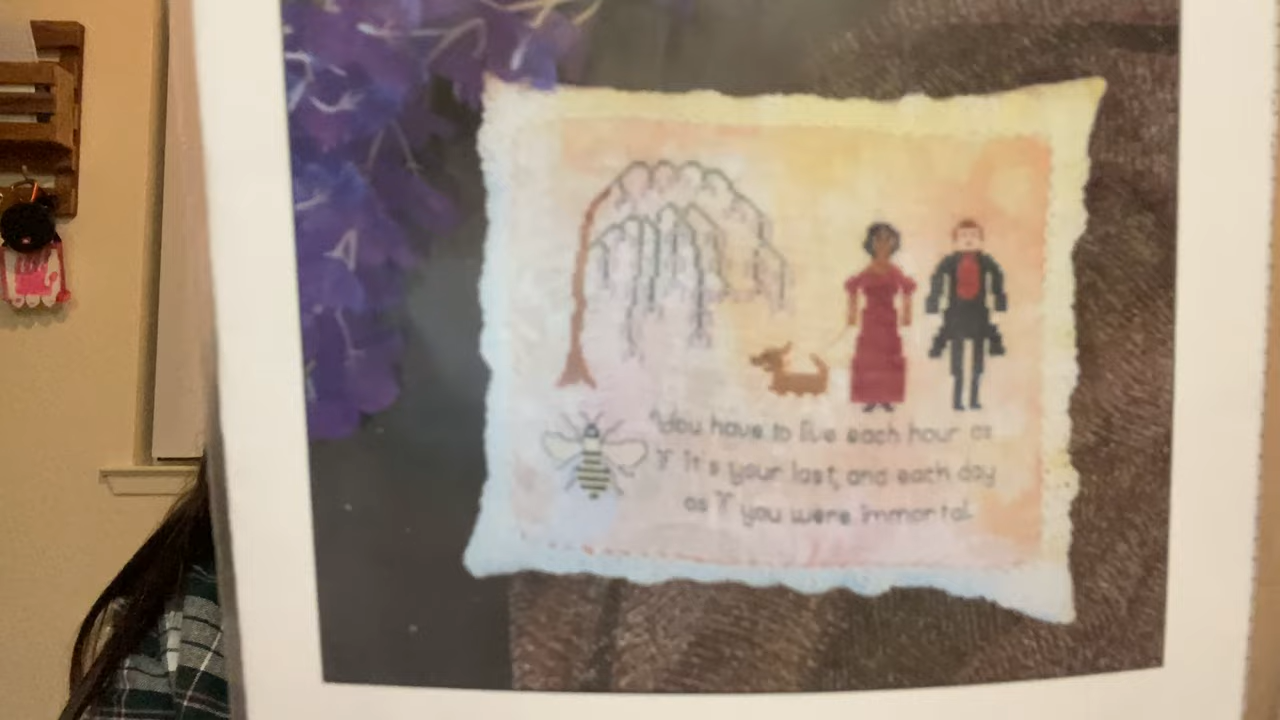 "You have to live each hour as
if it's your last, and each day
as if you were immortal.